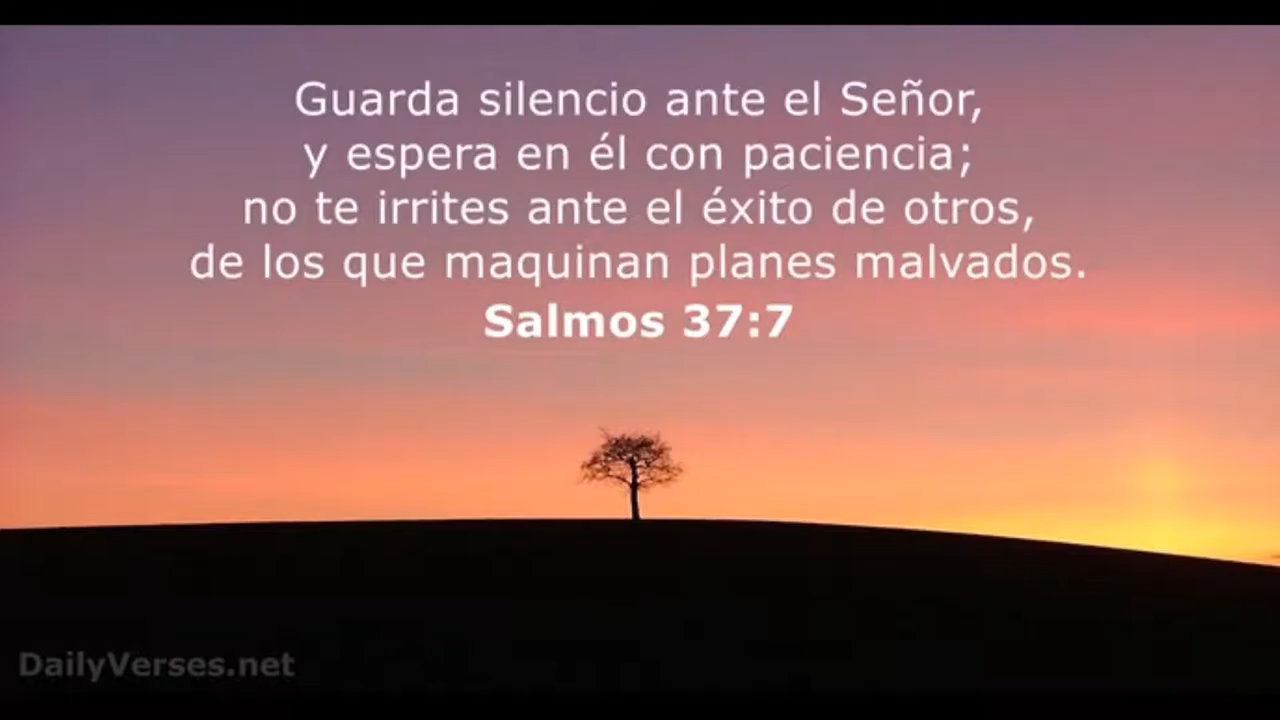 Guarda silencio ante el Señor,
y espera en él con paciencia;
no te irrites ante el éxito de otros,
de los que maquinan planes malvados.
Salmos 37:7
DailyVerses.net